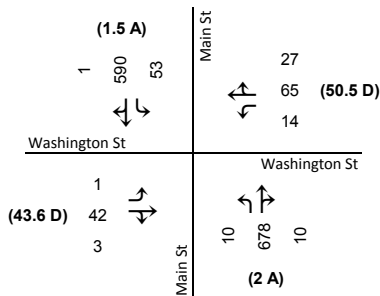 (1.5 A)
1 590 53
Main St
27
65 (50.5 D)
14
Washington St
Washington St
1
(43.6 D) 42
3
Main St
10 678 10
(2 A)